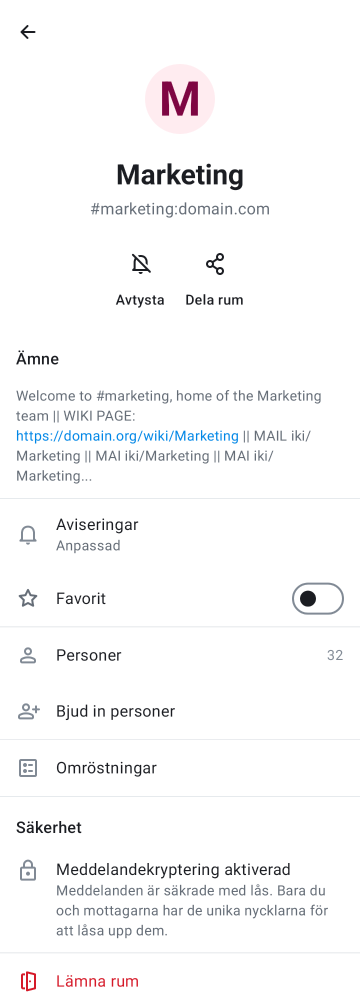 M
Marketing
#marketing:domain.com
Avtysta
Dela rum
Ämne
Welcome to #marketing, home of the Marketing
team || WIKI PAGE:
https://domain.org/wiki/Marketing || MAIL iki/
Marketing || MAI iki/Marketing || MAI iki/
Marketing...
Aviseringar
Anpassad
Favorit
Personer 32
Bjud in personer
Omröstningar
Säkerhet
Meddelandekryptering aktiverad
Meddelanden är säkrade med lås. Bara du
och mottagarna har de unika nycklarna för
att låsa upp dem.
Lämna rum